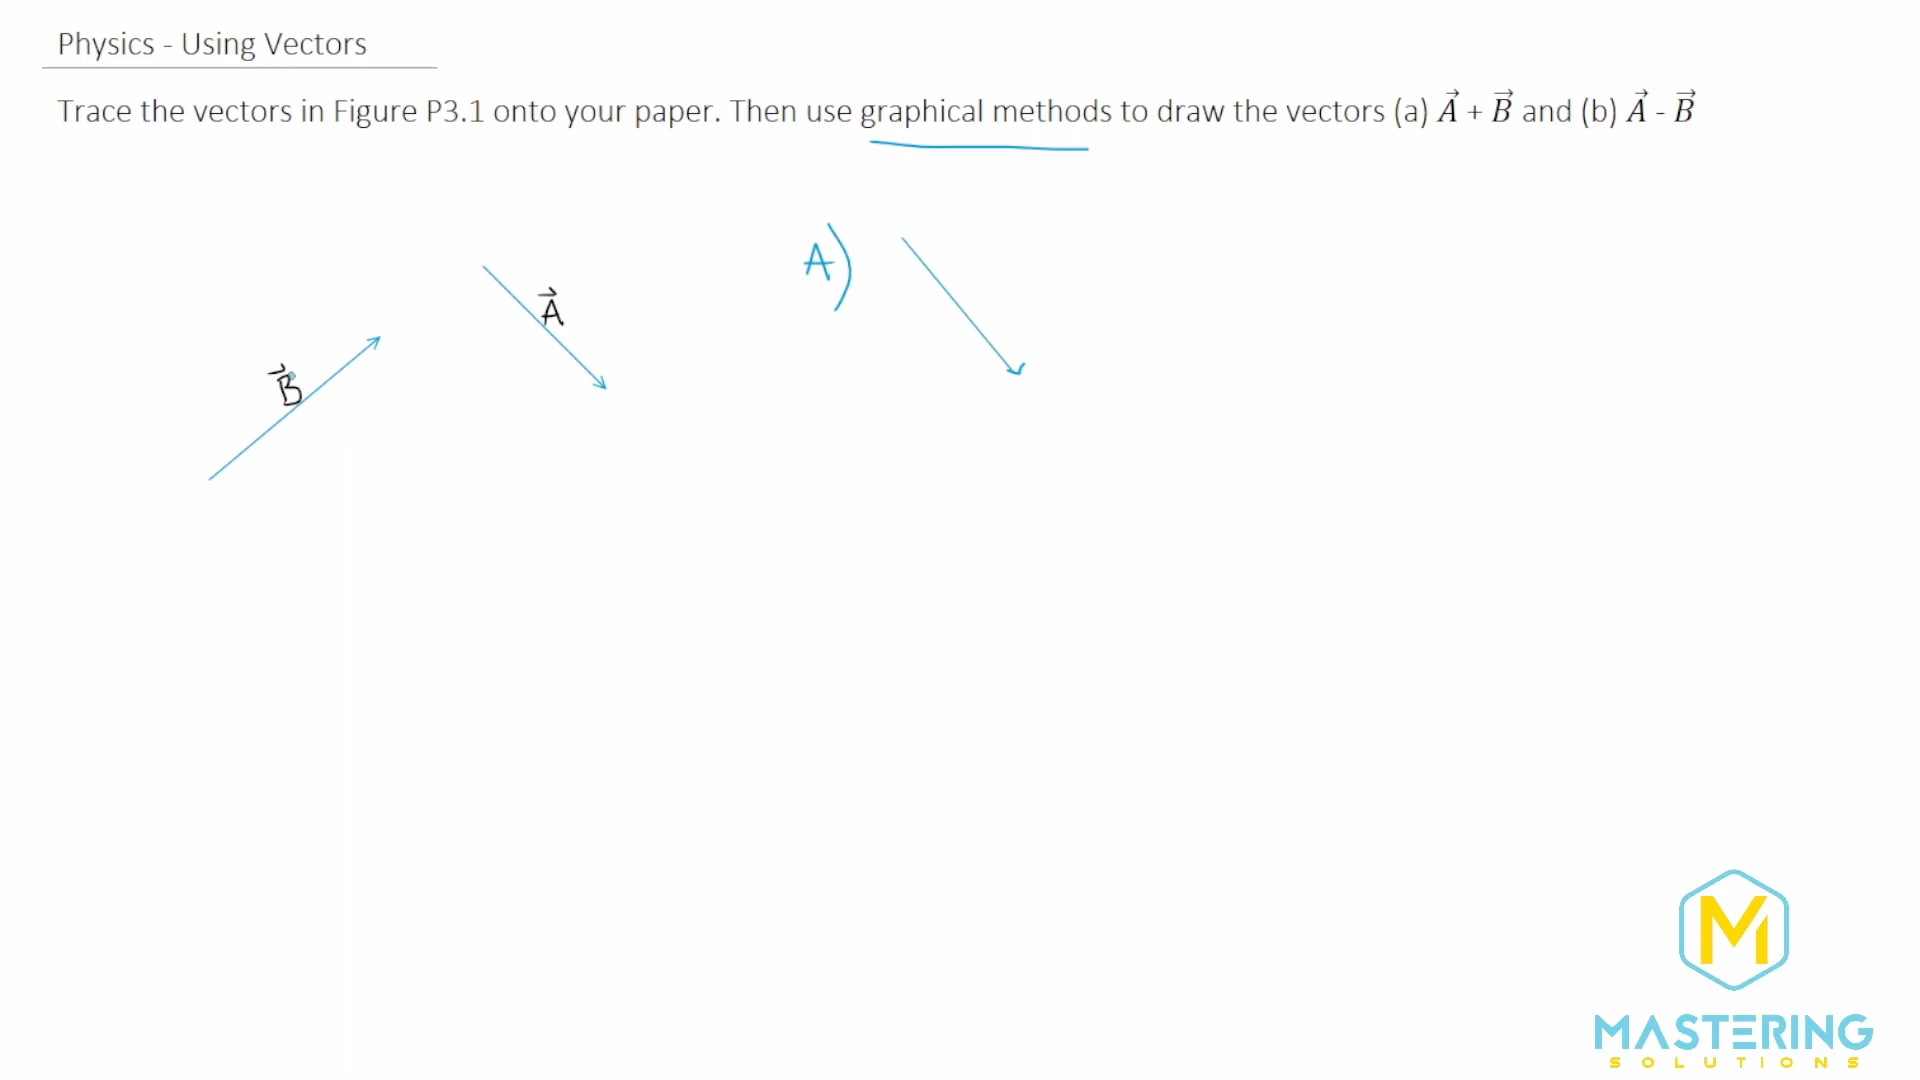 Physics - Using Vectors
Trace the vectors in Figure P3.1 onto your paper. Then use graphical methods to draw the vectors (a) A⃗ + B⃗ and (b) A⃗ - B⃗
A)
A⃗
B⃗
M
MASTERING
SOLUTIONS